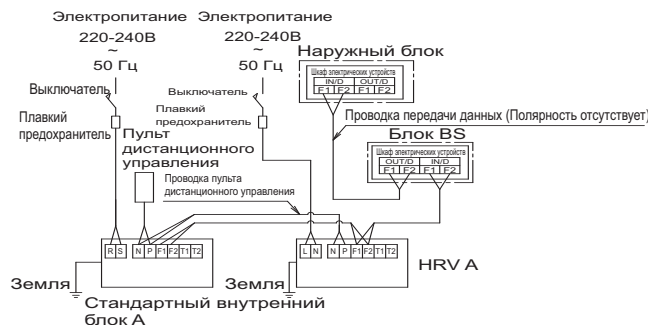 Электропитание
220-240В
~
50 Гц
Выключатель
Плавкий
предохранитель
Электропитание
220-240В
~
50 Гц
Выключатель
Плавкий
предохранитель
Наружный блок
Шкаф электрических устройств
IN/D OUT/D
F1 F2 F1 F2
Проводка передачи данных (Полярность отсутствует)
Блок BS
Шкаф электрических устройств
OUT/D IN/D
F1 F2 F1 F2
Пульт
дистанционного
управления
Проводка пульта
дистанционного управления
R S N P F1 F2 T1 T2
Земля
Стандартный внутренний
блок A
L N N P F1 F2 T1 T2
HRV A
Земля